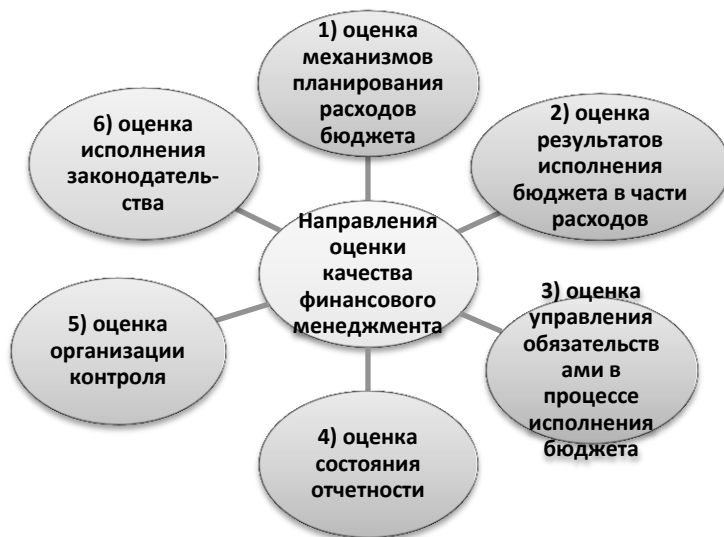 1) оценка
механизмов
планирования
расходов
бюджета
2) оценка
результатов
исполнения
бюджета в части
расходов
3) оценка
управления
обязательств
ами в
процессе
исполнения
бюджета
4) оценка
состояния
отчетности
5) оценка
организации
контроля
6) оценка
исполнения
законодатель-
ства
Направления
оценки
качества
финансового
менеджмента